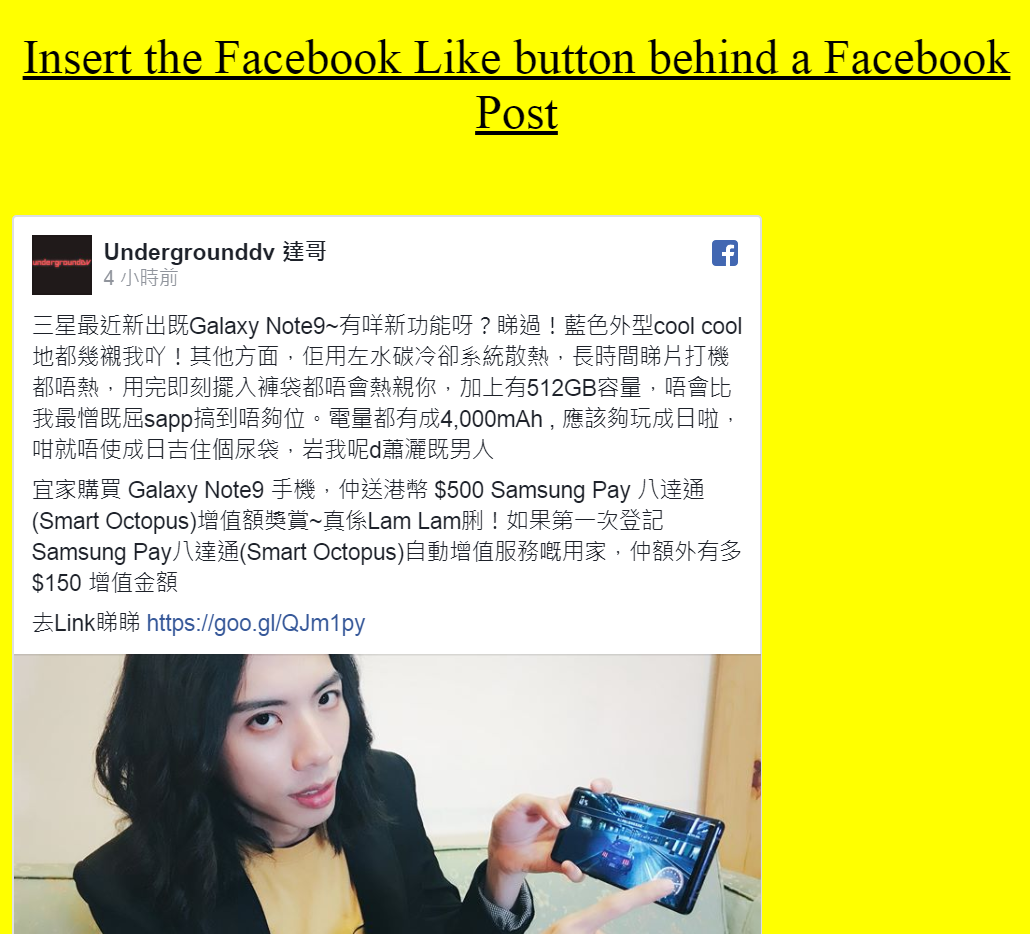 Insert the Facebook Like button behind a Facebook
Post
undergrounddv
Undergrounddv 達哥
4 小時前
三星最近新出既Galaxy Note9~有咩新功能呀？睇過！藍色外型cool cool
地都幾襯我吖！其他方面，佢用左水碳冷卻系統散熱，長時間睇片打機
都唔熱，用完即刻擺入褲袋都唔會熱親你，加上有512GB容量，唔會比
我最憎既屈sapp搞到唔夠位。電量都有成4,000mAh , 應該夠玩成日啦，
咁就唔使成日吉住個尿袋，岩我呢d蕭灑既男人
宜家購買 Galaxy Note9 手機，仲送港幣 $500 Samsung Pay 八達通
(Smart Octopus)增值額獎賞~真係Lam Lam脷！如果第一次登記
Samsung Pay八達通(Smart Octopus)自動增值服務嘅用家，仲額外有多
$150 增值金額
去Link睇睇 https://goo.gl/QJm1py